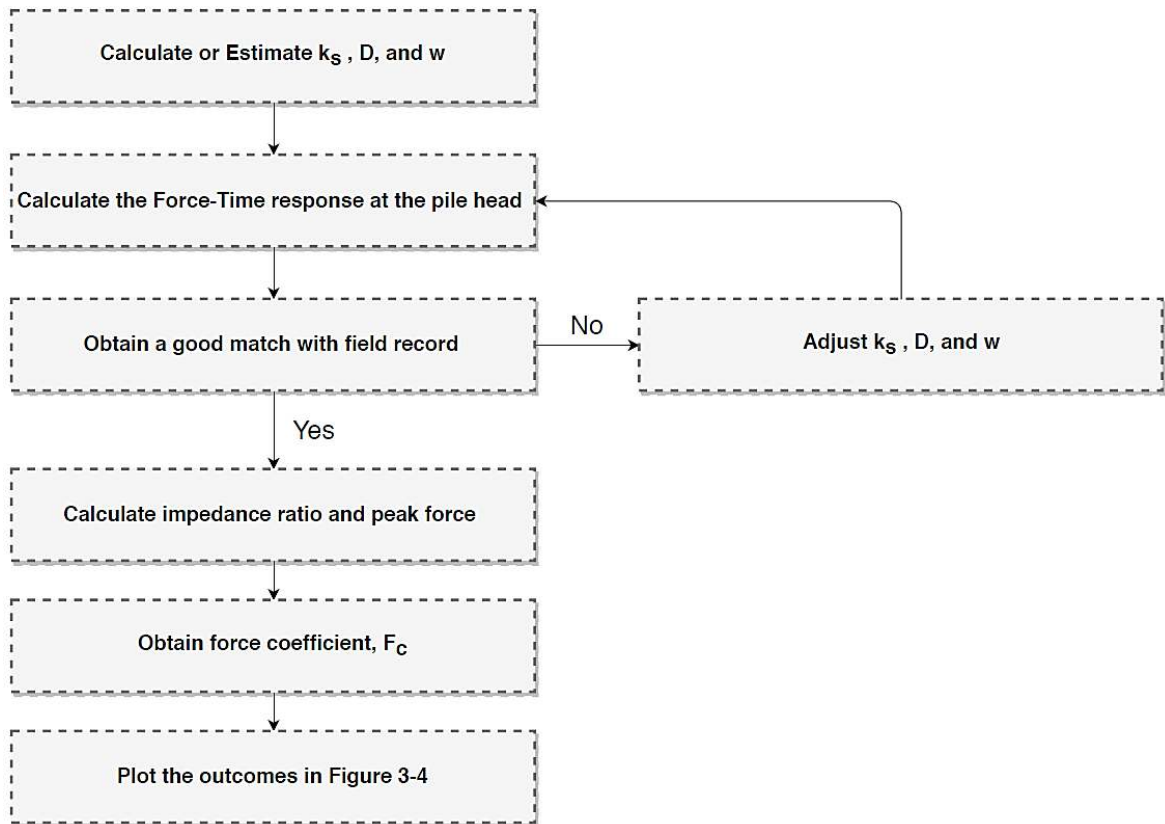 Calculate or Estimate kS , D, and w
Calculate the Force-Time response at the pile head
Obtain a good match with field record
No
Adjust kS , D, and w
Yes
Calculate impedance ratio and peak force
Obtain force coefficient, FC
Plot the outcomes in Figure 3-4